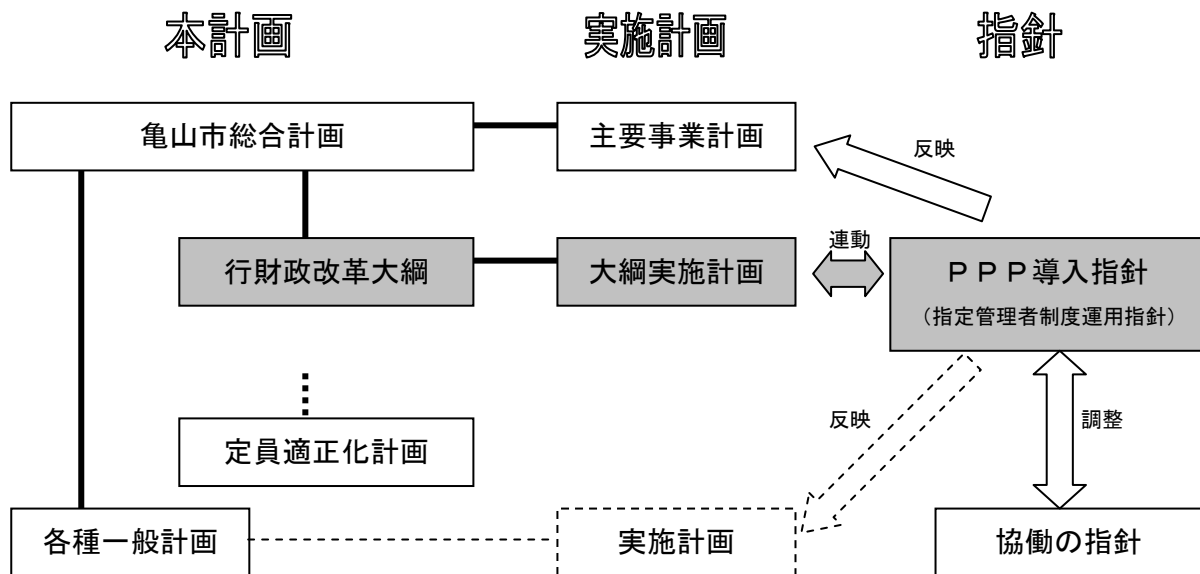 本計画
実施計画
指針
亀山市総合計画
主要事業計画
反映
行財政改革大綱
大綱実施計画
連動
ＰＰＰ導入指針
（指定管理者制度運用指針）
定員適正化計画
反映
調整
各種一般計画
実施計画
協働の指針